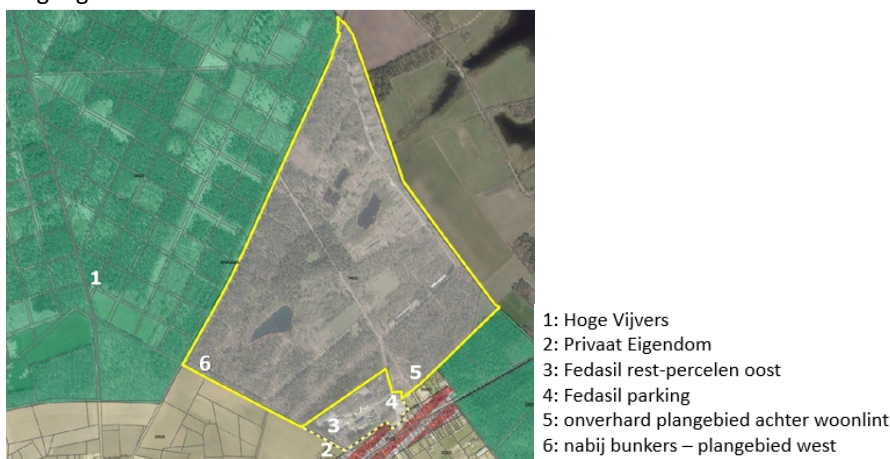 1
6
5
4
3
2
1: Hoge Vijvers
2: Privaat Eigendom
3: Fedasil rest-percelen oost
4: Fedasil parking
5: onverhard plangebied achter woonlint
6: nabij bunkers – plangebied west